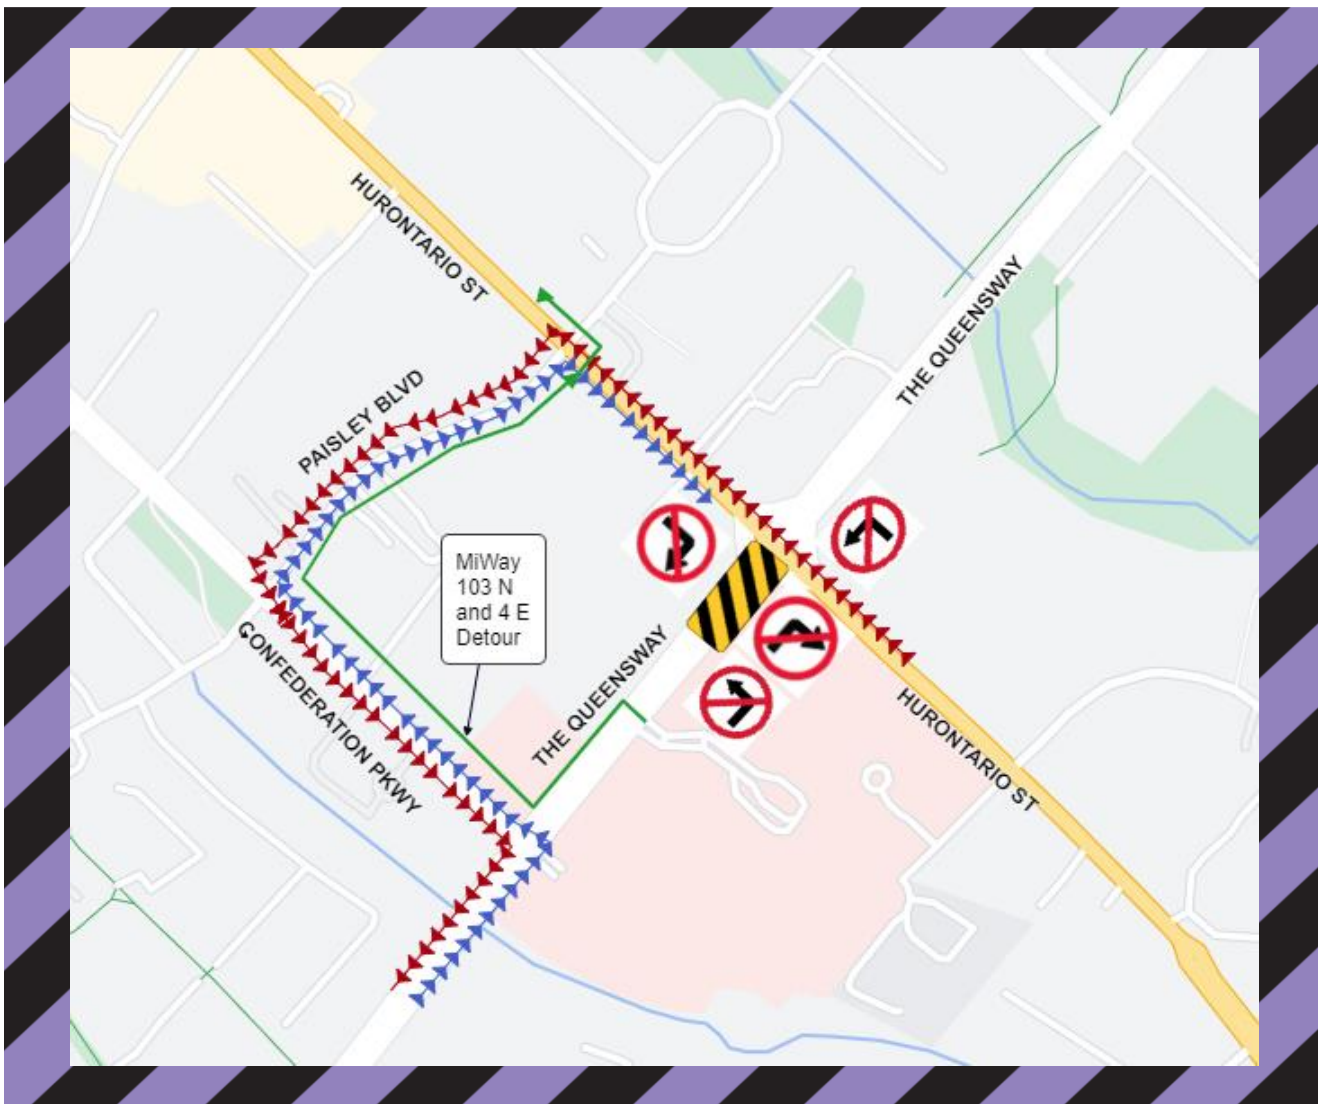 HURONTARIO ST
THE QUEENSWAY
PAISLEY BLVD
MiWay
103 N
and 4 E
Detour
CONFEDERATION PKWY
THE QUEENSWAY
HURONTARIO ST